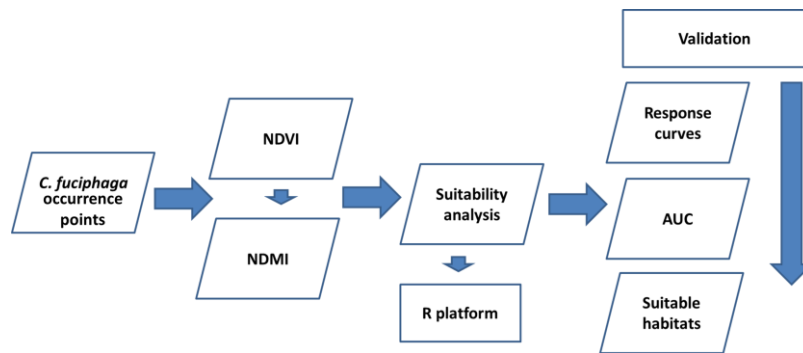 C. fuciphaga
occurrence
points
NDVI
NDMI
Suitability
analysis
R platform
Validation
Response
curves
AUC
Suitable
habitats